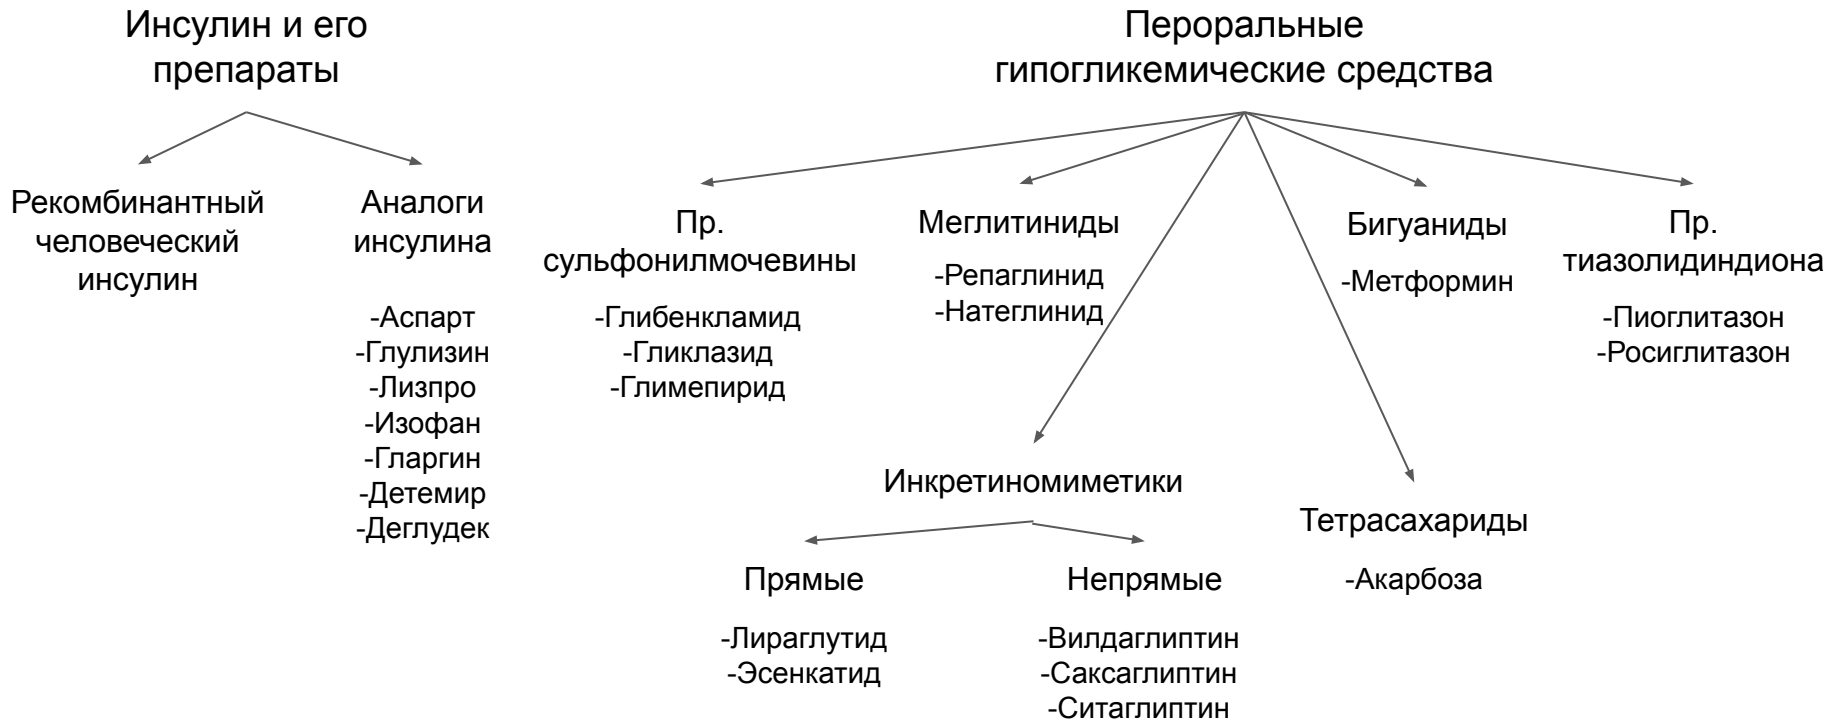 Инсулин и его
препараты
Рекомбинантный
человеческий
инсулин
Аналоги
инсулина
-Аспарт
-Глулизин
-Лизпро
-Изофан
-Гларгин
-Детемир
-Деглудек
Пероральные
гипогликемические средства
Пр.
сульфонилмочевины
-Глибенкламид
-Гликлазид
-Глимепирид
Меглитиниды
-Репаглинид
-Натеглинид
Бигуаниды
-Метформин
Пр.
тиазолидиндиона
-Пиоглитазон
-Росиглитазон
Инкретиномиметики
Прямые
-Лираглутид
-Эсенкатид
Непрямые
-Вилдаглиптин
-Саксаглиптин
-Ситаглиптин
Тетрасахариды
-Акарбоза